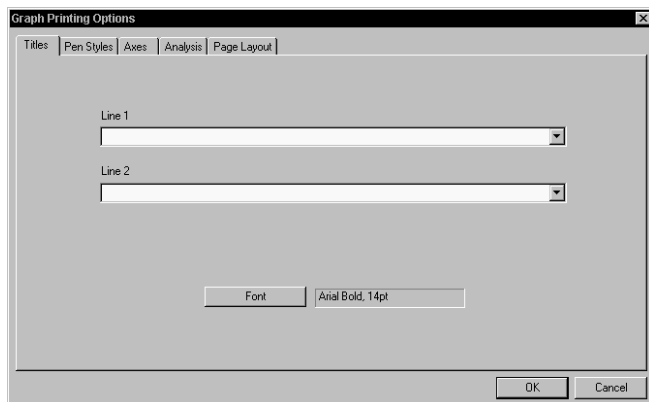 Graph Printing Options
Titles Pen Styles Axes Analysis Page Layout
Line 1
Line 2
Font Arial Bold, 14pt
OK Cancel